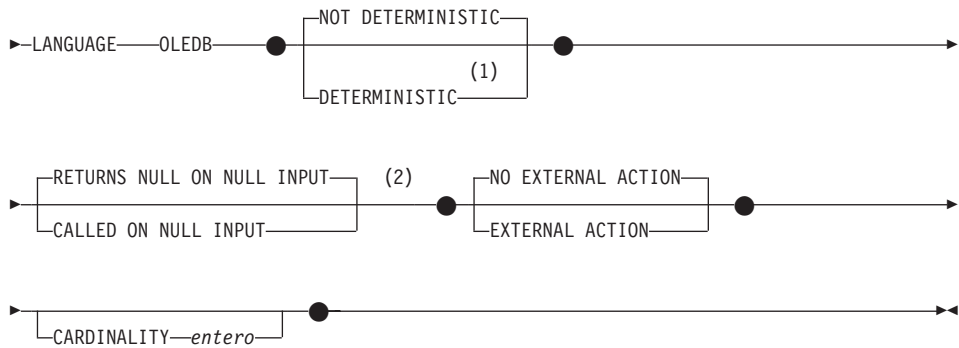 NOT DETERMINISTIC
LANGUAGE OLEDB
(1)
DETERMINISTIC
RETURNS NULL ON NULL INPUT (2) NO EXTERNAL ACTION
CALLED ON NULL INPUT EXTERNAL ACTION
CARDINALITY entero